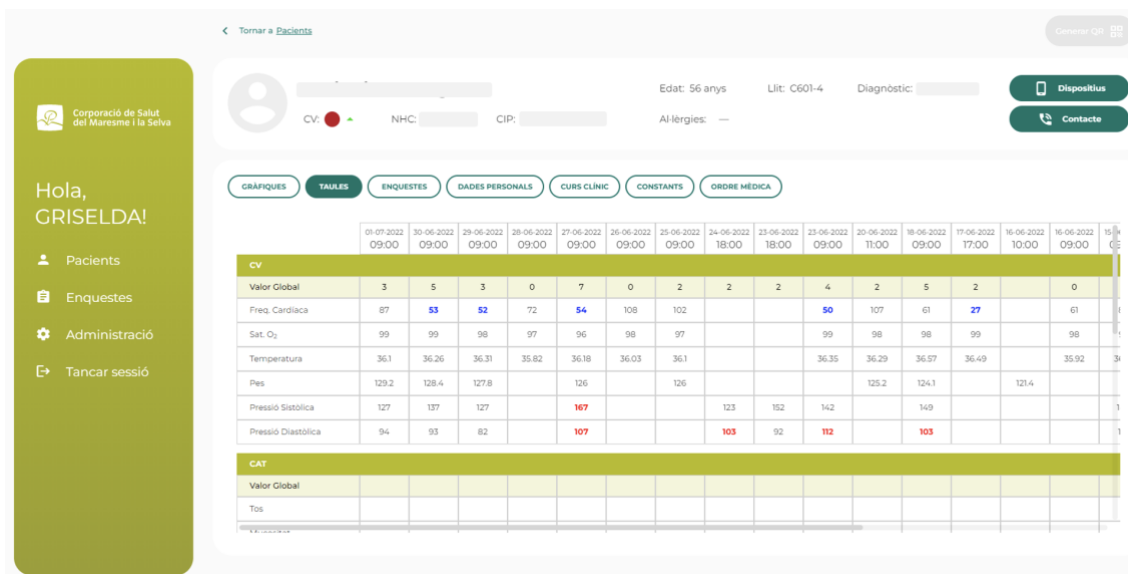 Tornar a Pacients
Generar QR
Corporació de Salut
del Maresme i la Selva
Hola,
GRISELDA!
Pacients
Enquestes
Administració
Tancar sessió
Edat: 56 anys Llit: C601-4 Diagnòstic:
CV: NHC: CIP: Al·lèrgies: —
Dispositius
Contacte
GRÀFIQUES TAULES ENQUESTES DADES PERSONALS CURS CLÍNIC CONSTANTS ORDRE MÈDICA
01-07-2022 30-06-2022 29-06-2022 28-06-2022 27-06-2022 26-06-2022 25-06-2022 24-06-2022 23-06-2022 23-06-2022 20-06-2022 18-06-2022 17-06-2022 16-06-2022 16-06-2022
09:00 09:00 09:00 09:00 09:00 09:00 09:00 18:00 18:00 09:00 11:00 09:00 17:00 10:00 09:00
CV
Valor Global 3 5 3 0 7 0 2 2 2 4 2 5 2 0
Freq. Cardíaca 87 53 52 72 54 108 102 50 107 61 27 61
Sat. O₂ 99 99 98 97 96 98 97 99 98 98 99 98
Temperatura 36.1 36.26 36.31 35.82 36.18 36.03 36.1 36.35 36.29 36.57 36.49 35.92
Pes 129.2 128.4 127.8 126 126 125.2 124.1 121.4
Pressió Sistòlica 127 137 127 167 123 152 142 149
Pressió Diastòlica 94 93 82 107 103 92 112 103
CAT
Valor Global
Tos